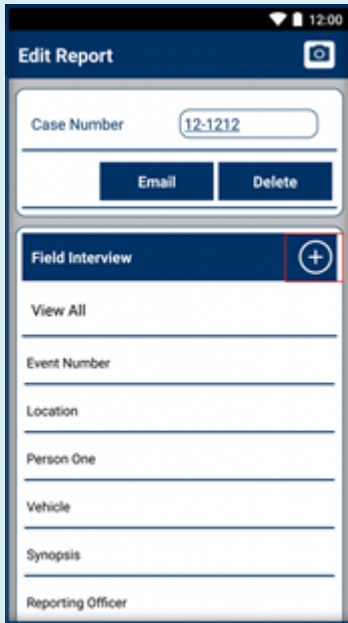 12:00
Edit Report
Case Number 12-1212
Email Delete
Field Interview
View All
Event Number
Location
Person One
Vehicle
Synopsis
Reporting Officer